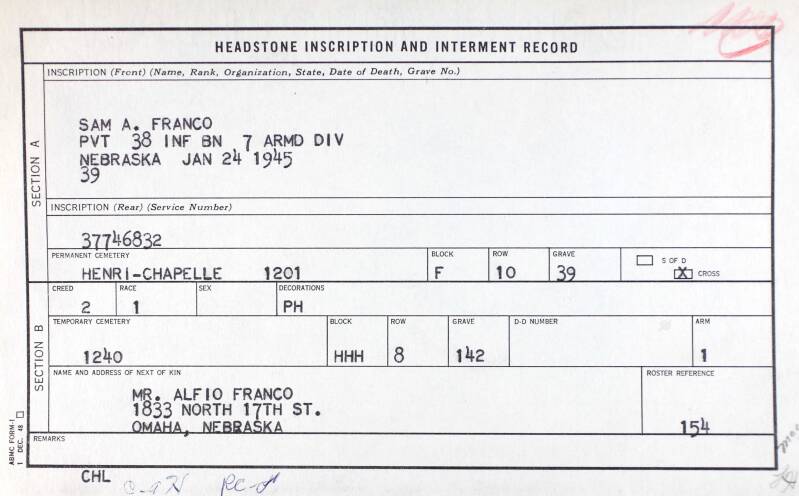 HEADSTONE INSCRIPTION AND INTERMENT RECORD
SECTION A
INSCRIPTION (Front) (Name, Rank, Organization, State, Date of Death, Grave No.)
SAM A. FRANCO
PVT 38 INF BN 7 ARMD DIV
NEBRASKA JAN 24 1945
39
INSCRIPTION (Rear) (Service Number)
37746832
PERMANENT CEMETERY BLOCK ROW GRAVE S OF D
HENRI-CHAPELLE 1201 F 10 39 X CROSS
SECTION B
CREED RACE SEX DECORATIONS
2 1 PH
TEMPORARY CEMETERY BLOCK ROW GRAVE D-D NUMBER ARM
1240 HHH 8 142 1
NAME AND ADDRESS OF NEXT OF KIN ROSTER REFERENCE
MR. ALFIO FRANCO
1833 NORTH 17TH ST.
OMAHA, NEBRASKA 154
REMARKS
ABMC FORM-1
1 DEC. 48
CHL